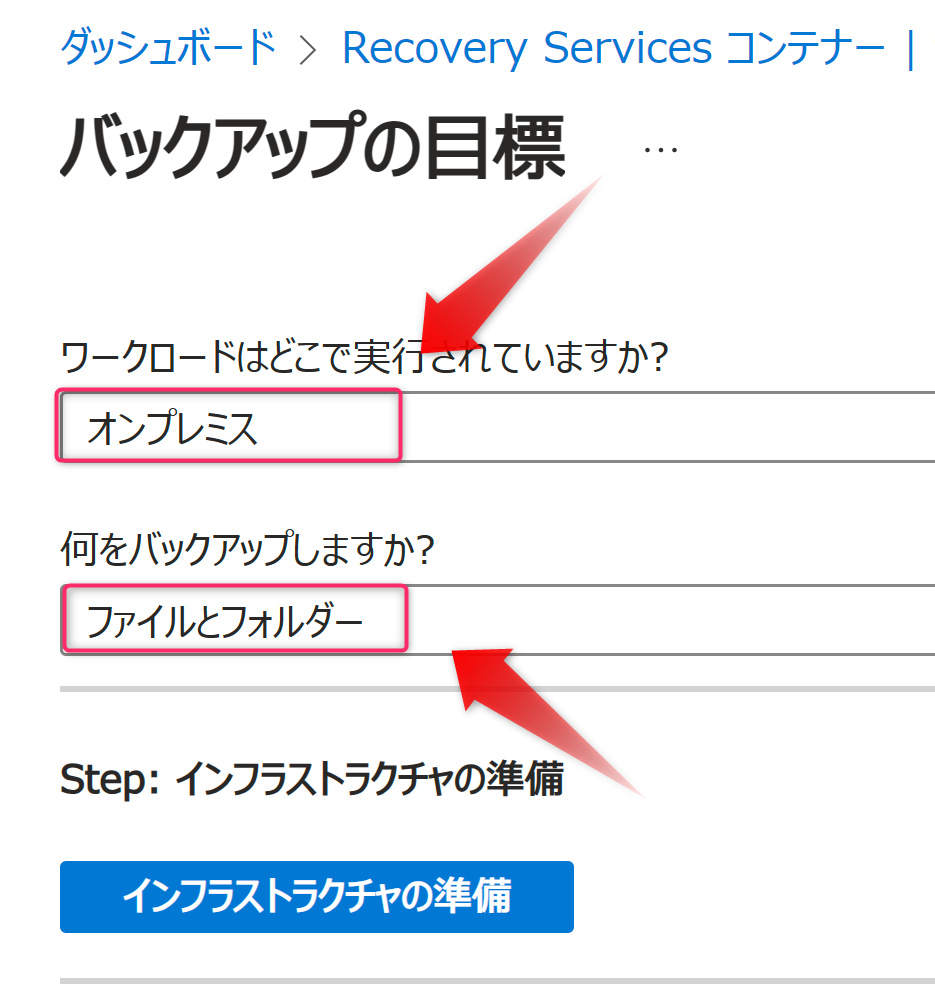 ダッシュボード > Recovery Services コンテナー |
バックアップの目標 ...
ワークロードはどこで実行されていますか?
オンプレミス
何をバックアップしますか?
ファイルとフォルダー
Step: インフラストラクチャの準備
インフラストラクチャの準備